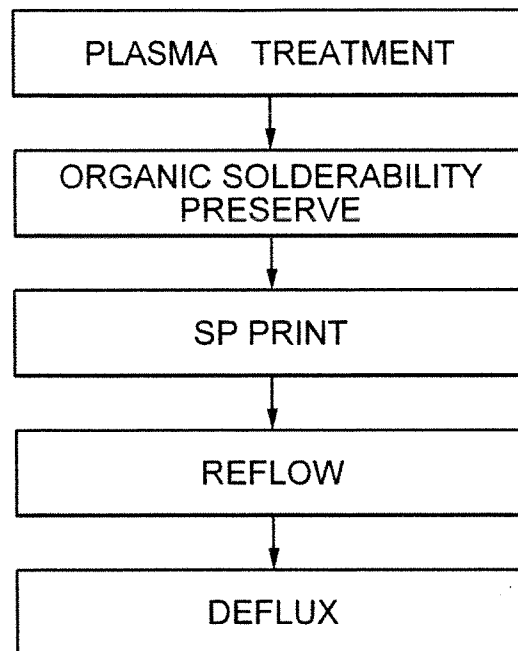 PLASMA TREATMENT
ORGANIC SOLDERABILITY
PRESERVE
SP PRINT
REFLOW
DEFLUX